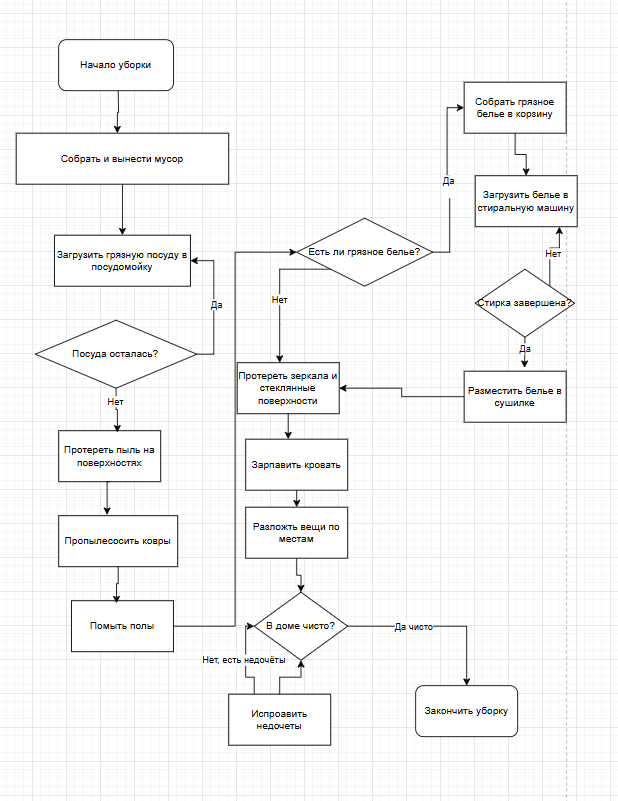 Начало уборки
Собрать и вынести мусор
Загрузить грязную посуду в
посудомойку
Да
Посуда осталась?
Нет
Протереть пыль на
поверхностях
Пропылесосить ковры
Помыть полы
Есть ли грязное белье?
Да
Собрать грязное
белье в корзину
Загрузить белье в
стиральную машину
Нет
Стирка завершена?
Да
Разместить белье в
сушилке
Нет
Протереть зеркала и
стеклянные
поверхности
Зарпавить кровать
Разложть вещи по
местам
В доме чисто?
Да чисто
Нет, есть недочёты
Испроавить
недочеты
Закончить уборку